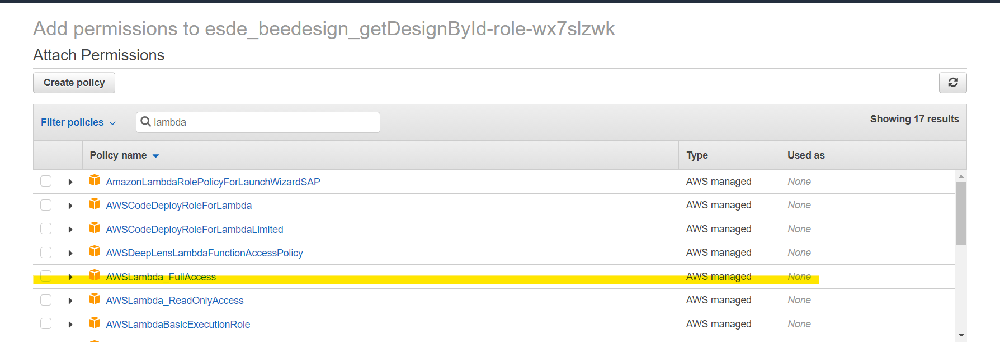 Add permissions to esde_beedesign_getDesignById-role-wx7slzwk
Attach Permissions
Create policy
Filter policies lambda Showing 17 results
Policy name Type Used as
AmazonLambdaRolePolicyForLaunchWizardSAP AWS managed None
AWSCodeDeployRoleForLambda AWS managed None
AWSCodeDeployRoleForLambdaLimited AWS managed None
AWSDeepLensLambdaFunctionAccessPolicy AWS managed None
AWSLambda_FullAccess AWS managed None
AWSLambda_ReadOnlyAccess AWS managed None
AWSLambdaBasicExecutionRole AWS managed None